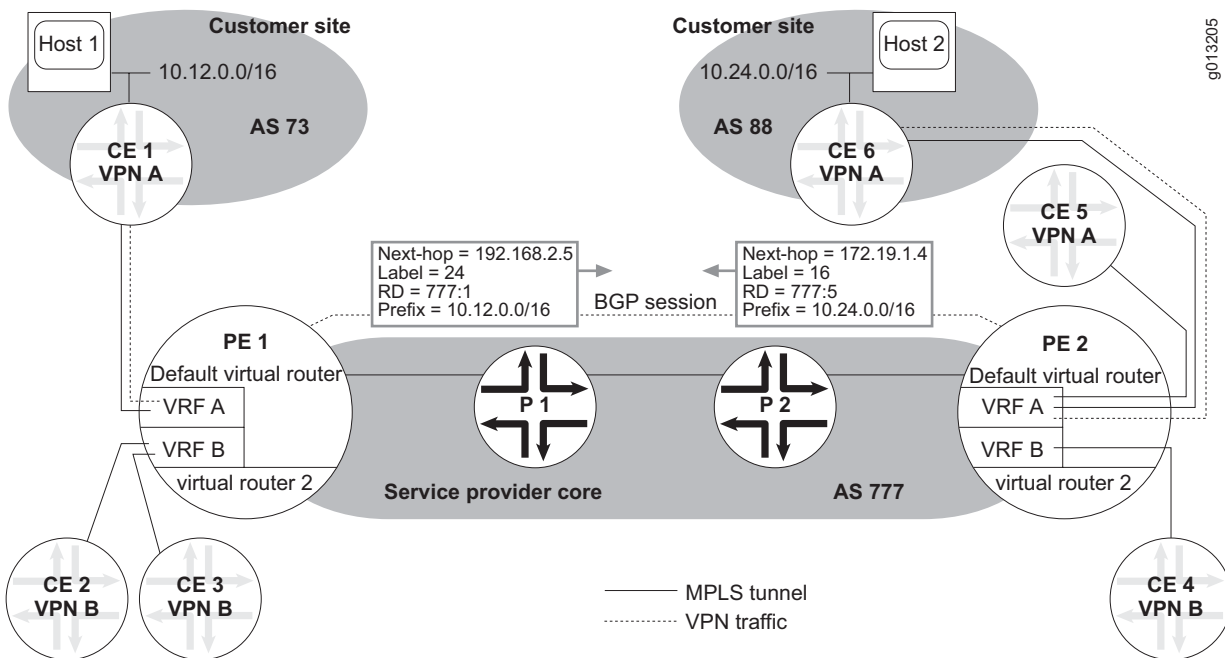 Host 1
Customer site
10.12.0.0/16
AS 73
CE 1
VPN A
Customer site
Host 2
10.24.0.0/16
AS 88
CE 6
VPN A
g013205
CE 5
VPN A
Next-hop = 192.168.2.5
Label = 24
RD = 777:1
Prefix = 10.12.0.0/16
BGP session
Next-hop = 172.19.1.4
Label = 16
RD = 777:5
Prefix = 10.24.0.0/16
PE 1
Default virtual router
VRF A
VRF B
virtual router 2
P 1
P 2
PE 2
Default virtual router
VRF A
VRF B
virtual router 2
Service provider core
AS 777
CE 2
VPN B
CE 3
VPN B
MPLS tunnel
VPN traffic
CE 4
VPN B